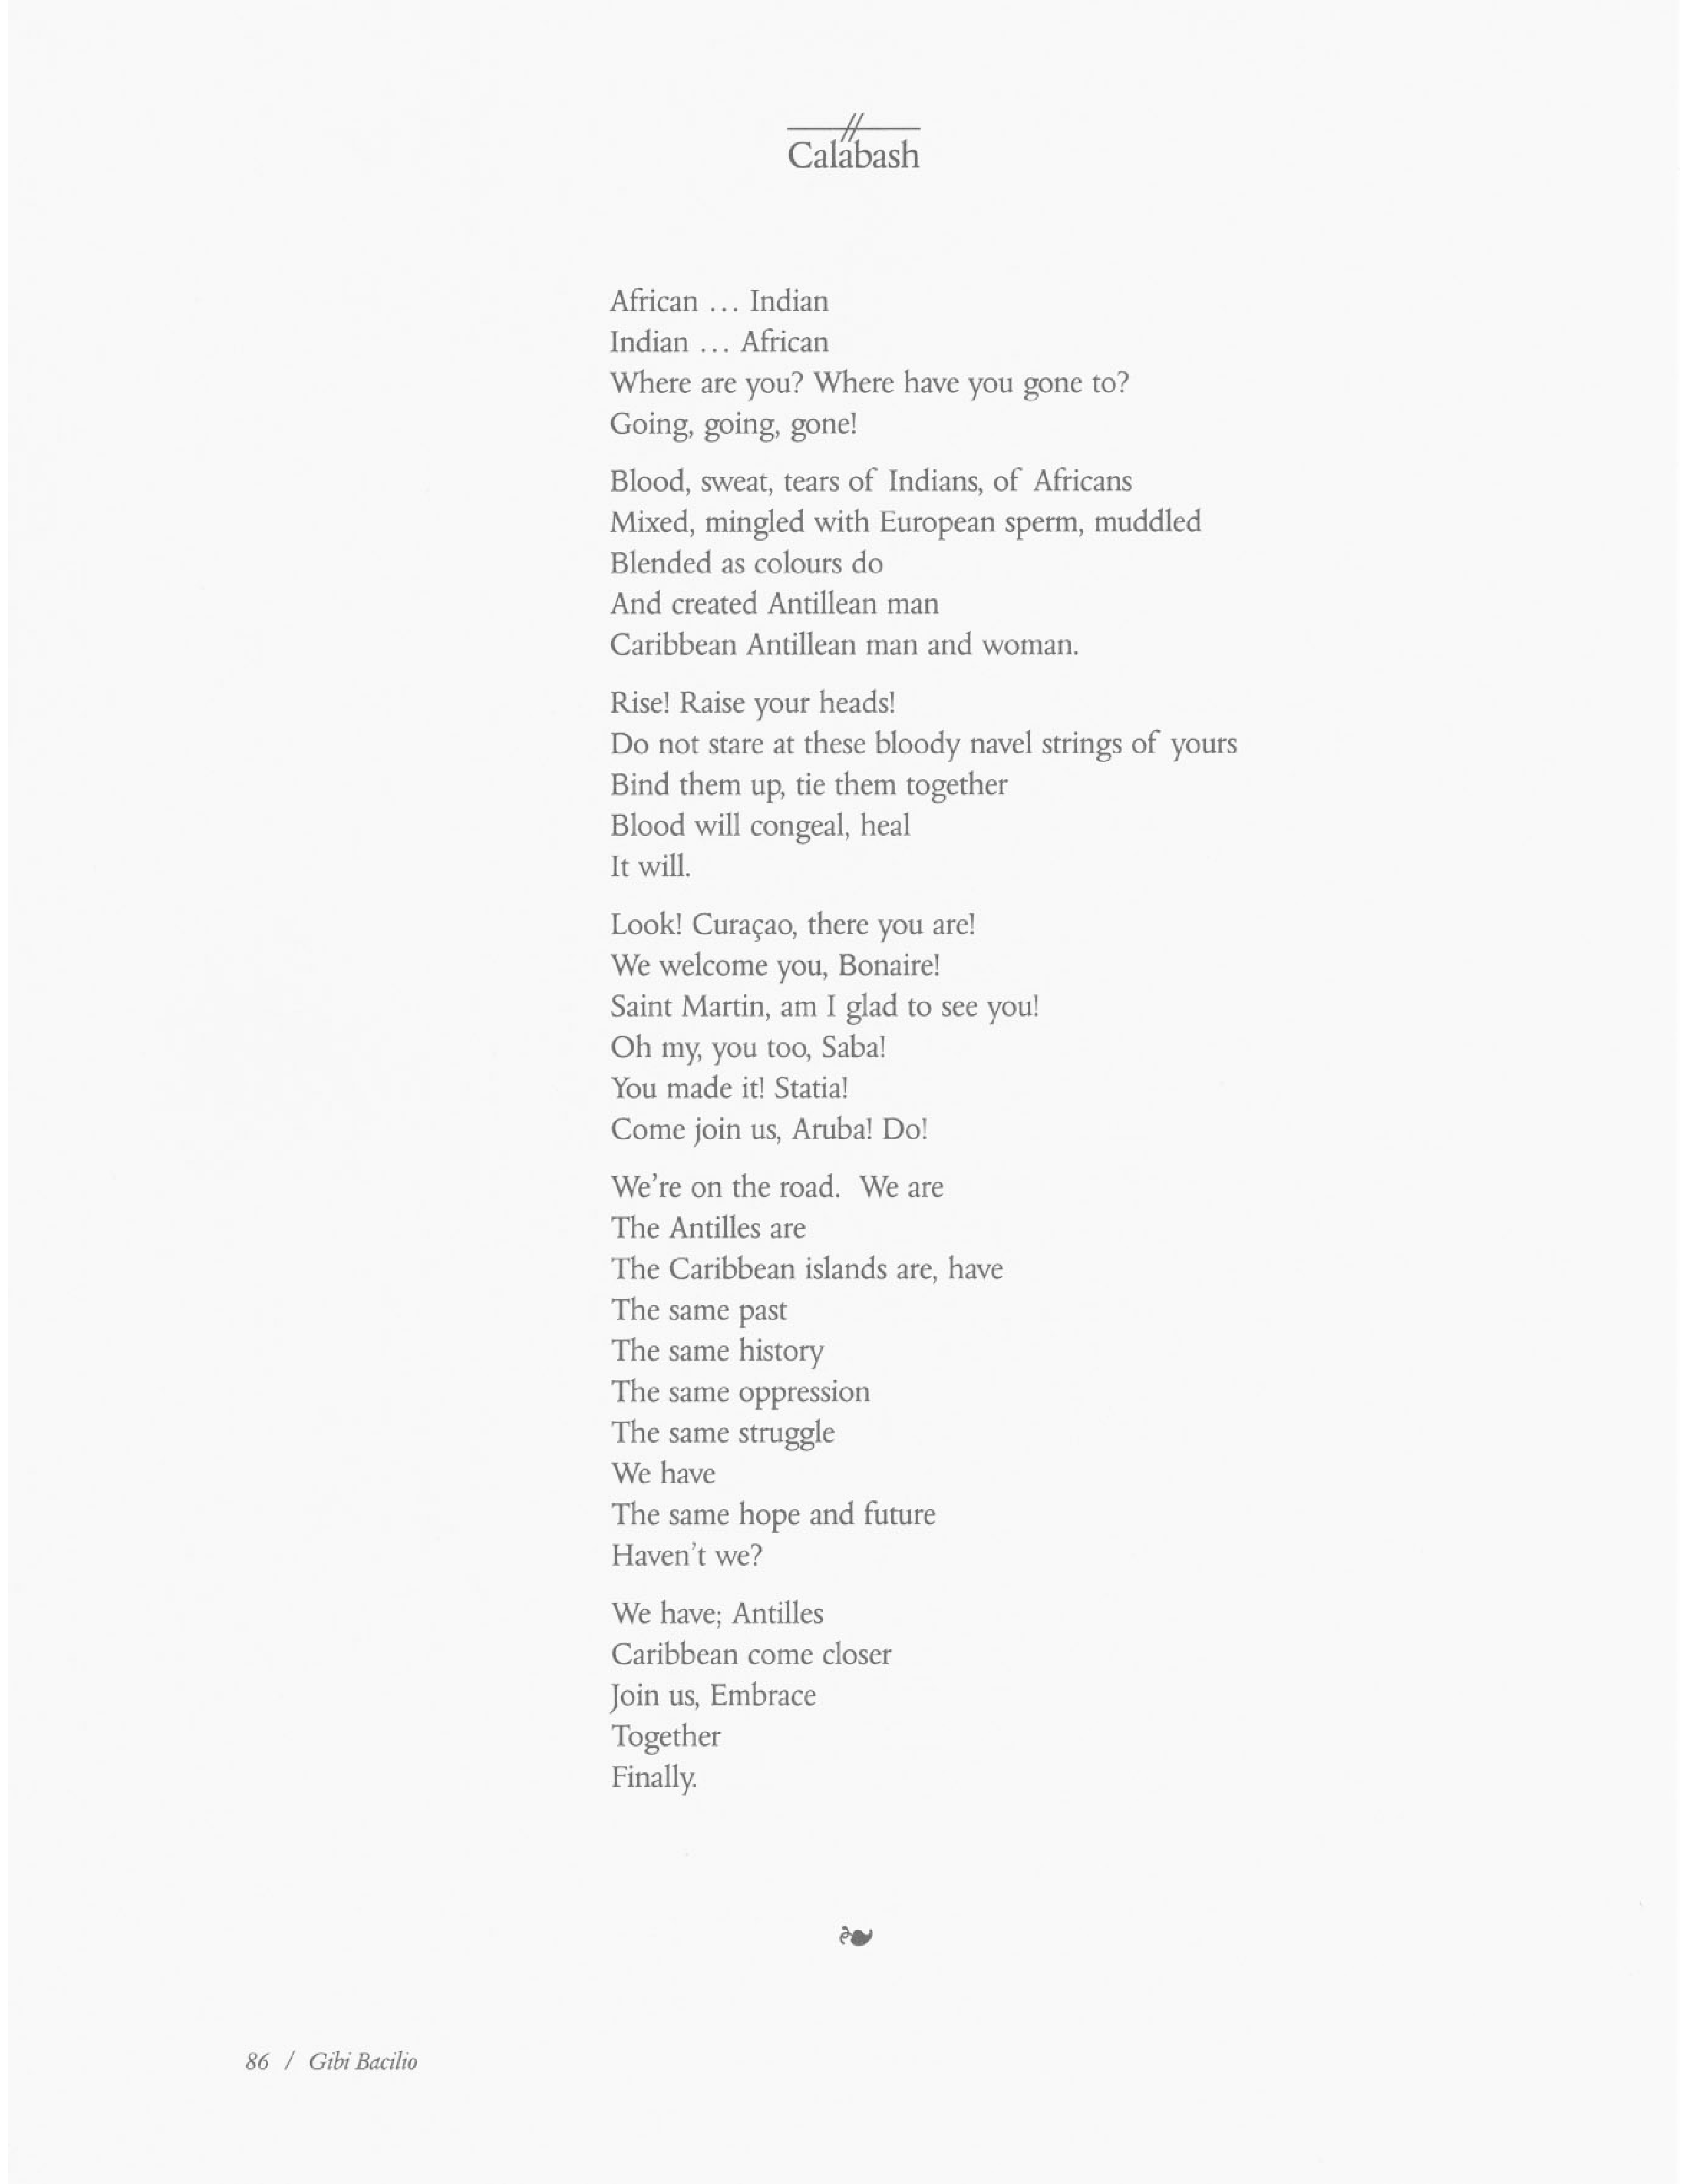 Calabash
African ... Indian
Indian ... African
Where are you? Where have you gone to?
Going, going, gone!
Blood, sweat, tears of Indians, of Africans
Mixed, mingled with European sperm, muddled
Blended as colours do
And created Antillean man
Caribbean Antillean man and woman.
Rise! Raise your heads!
Do not stare at these bloody navel strings of yours
Bind them up, tie them together
Blood will congeal, heal
It will.
Look! Curaçao, there you are!
We welcome you, Bonaire!
Saint Martin, am I glad to see you!
Oh my, you too, Saba!
You made it! Statia!
Come join us, Aruba! Do!
We're on the road. We are
The Antilles are
The Caribbean islands are, have
The same past
The same history
The same oppression
The same struggle
We have
The same hope and future
Haven't we?
We have; Antilles
Caribbean come closer
Join us, Embrace
Together
Finally.
86 / Gibi Bacilio